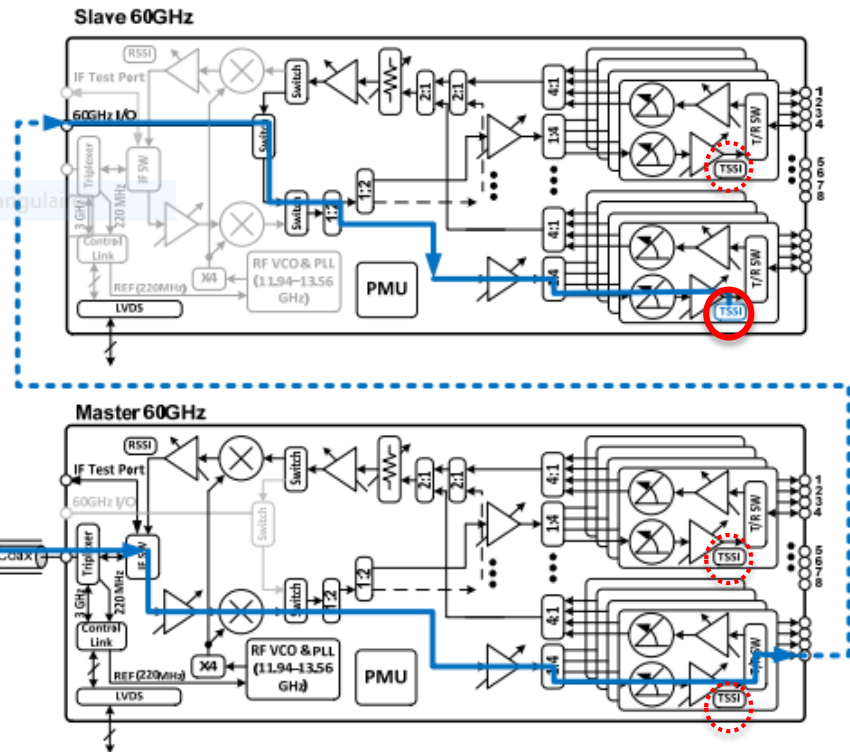 Slave 60GHz
RSSI
IF Test Port
60GHz I/O
Triplexer
IF SW
3 GHz
220 MHz
Control
Link
LVDS
REF (220MHz)
X4
RF VCO & PLL
(11.94–13.56
GHz)
PMU
Switch
Switch
Switch
1:2
1:2
2:1
2:1
4:1
1:4
4:1
1:4
T/R SW
TSSI
T/R SW
TSSI
1
2
3
4
5
6
7
8
Master 60GHz
RSSI
IF Test Port
60GHz I/O
Coax
Triplexer
IF SW
3 GHz
220 MHz
Control
Link
LVDS
REF (220MHz)
X4
RF VCO & PLL
(11.94–13.56
GHz)
PMU
Switch
Switch
Switch
1:2
1:2
2:1
2:1
4:1
1:4
4:1
1:4
T/R SW
TSSI
T/R SW
TSSI
1
2
3
4
5
6
7
8